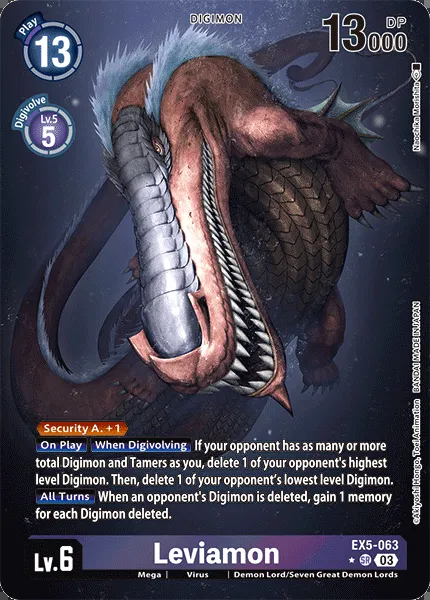 Play
13
DIGIMON
DP
13000
Digivolve
Lv.5
5
Naochika Morishita
©Akiyoshi Hongo, Toei Animation BANDAI MADE IN JAPAN
Security A. +1
On Play When Digivolving If your opponent has as many or more
total Digimon and Tamers as you, delete 1 of your opponent's highest
level Digimon. Then, delete 1 of your opponent's lowest level Digimon.
All Turns When an opponent's Digimon is deleted, gain 1 memory
for each Digimon deleted.
EX5-063
SR 03
Lv.6
Leviamon
Mega Virus Demon Lord/Seven Great Demon Lords